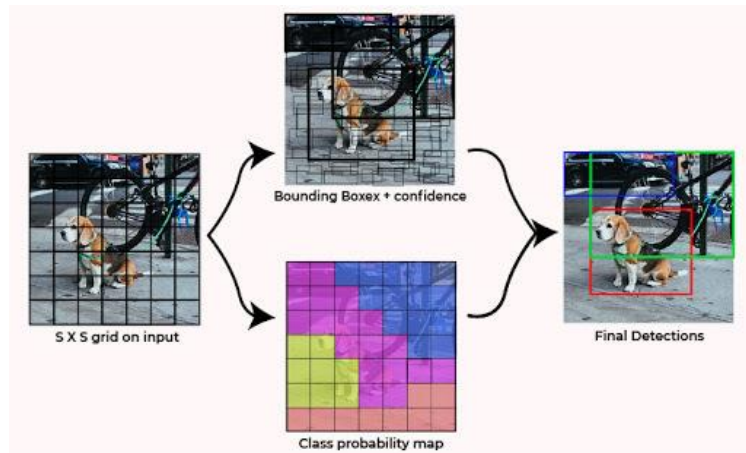 Bounding Boxex + confidence
S X S grid on input
Final Detections
Class probability map